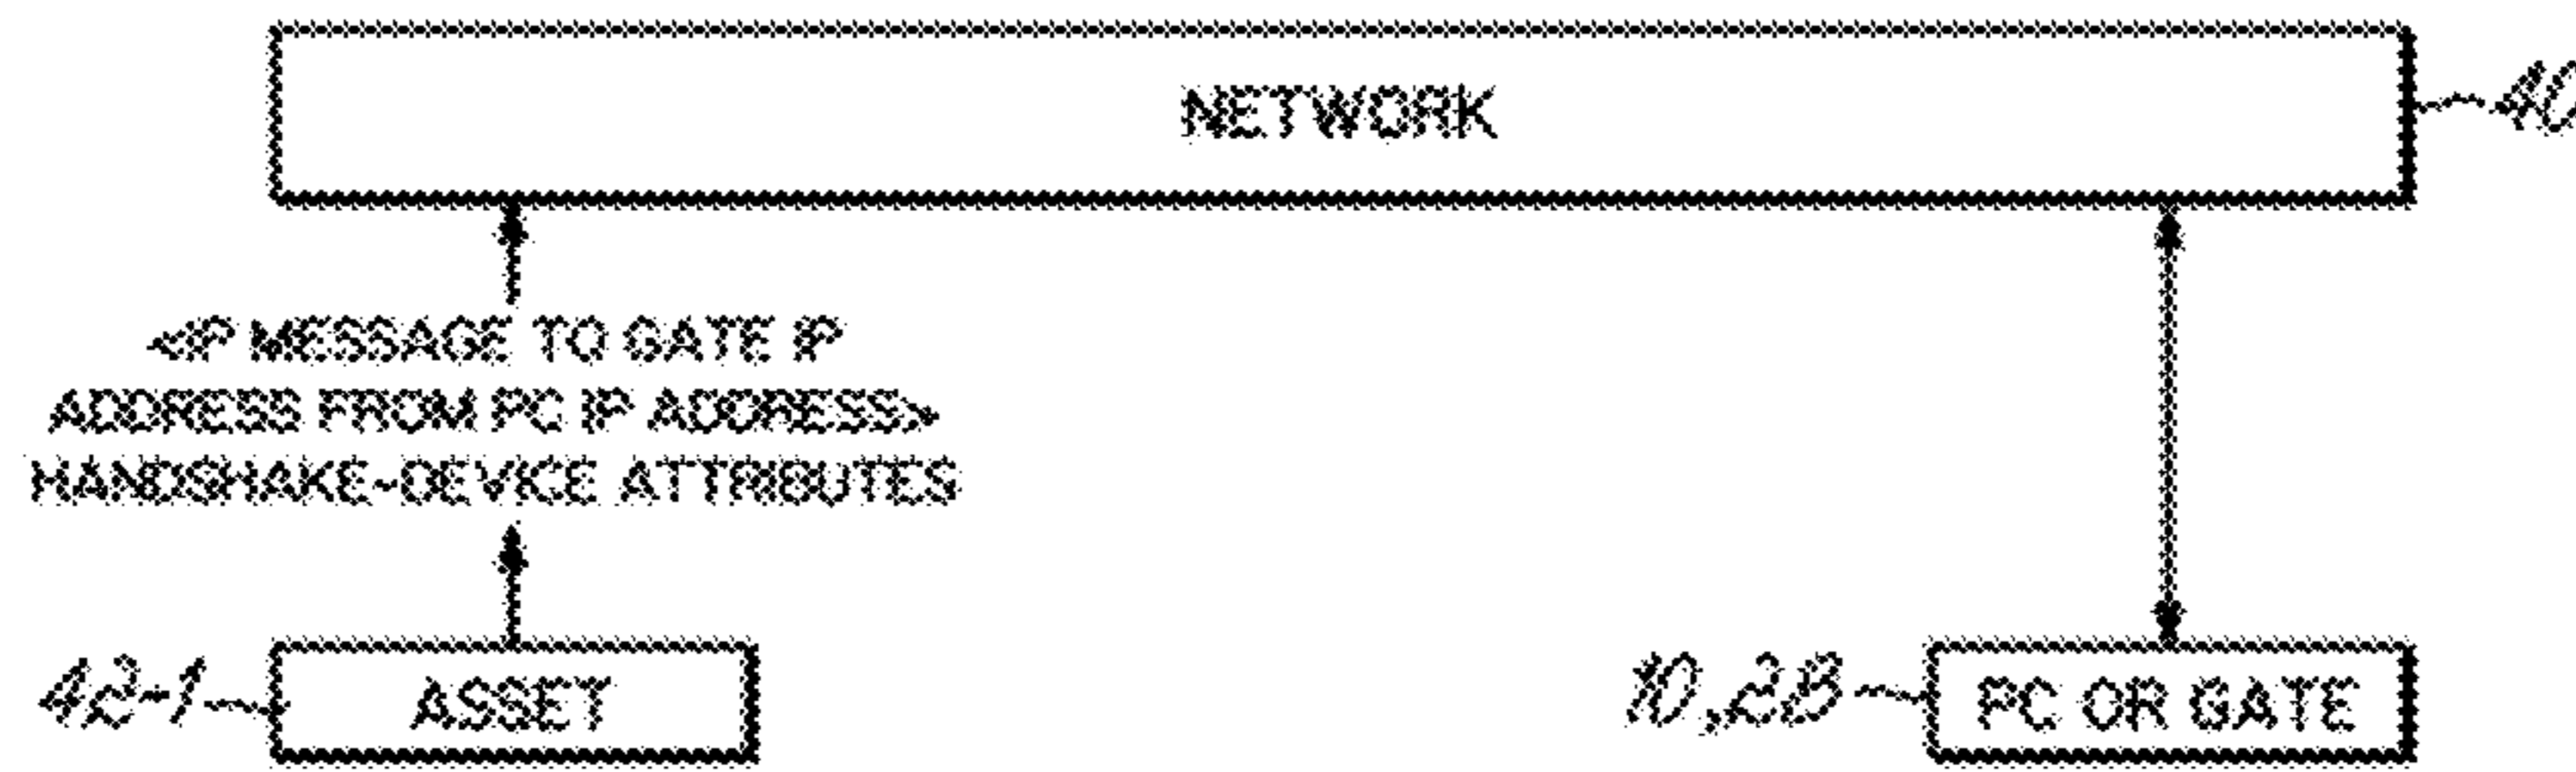 NETWORK
40
<IP MESSAGE TO GATE IP
ADDRESS FROM PC IP ADDRESS>
HANDSHAKE-DEVICE ATTRIBUTES
42-1
ASSET
10,28
PC OR GATE